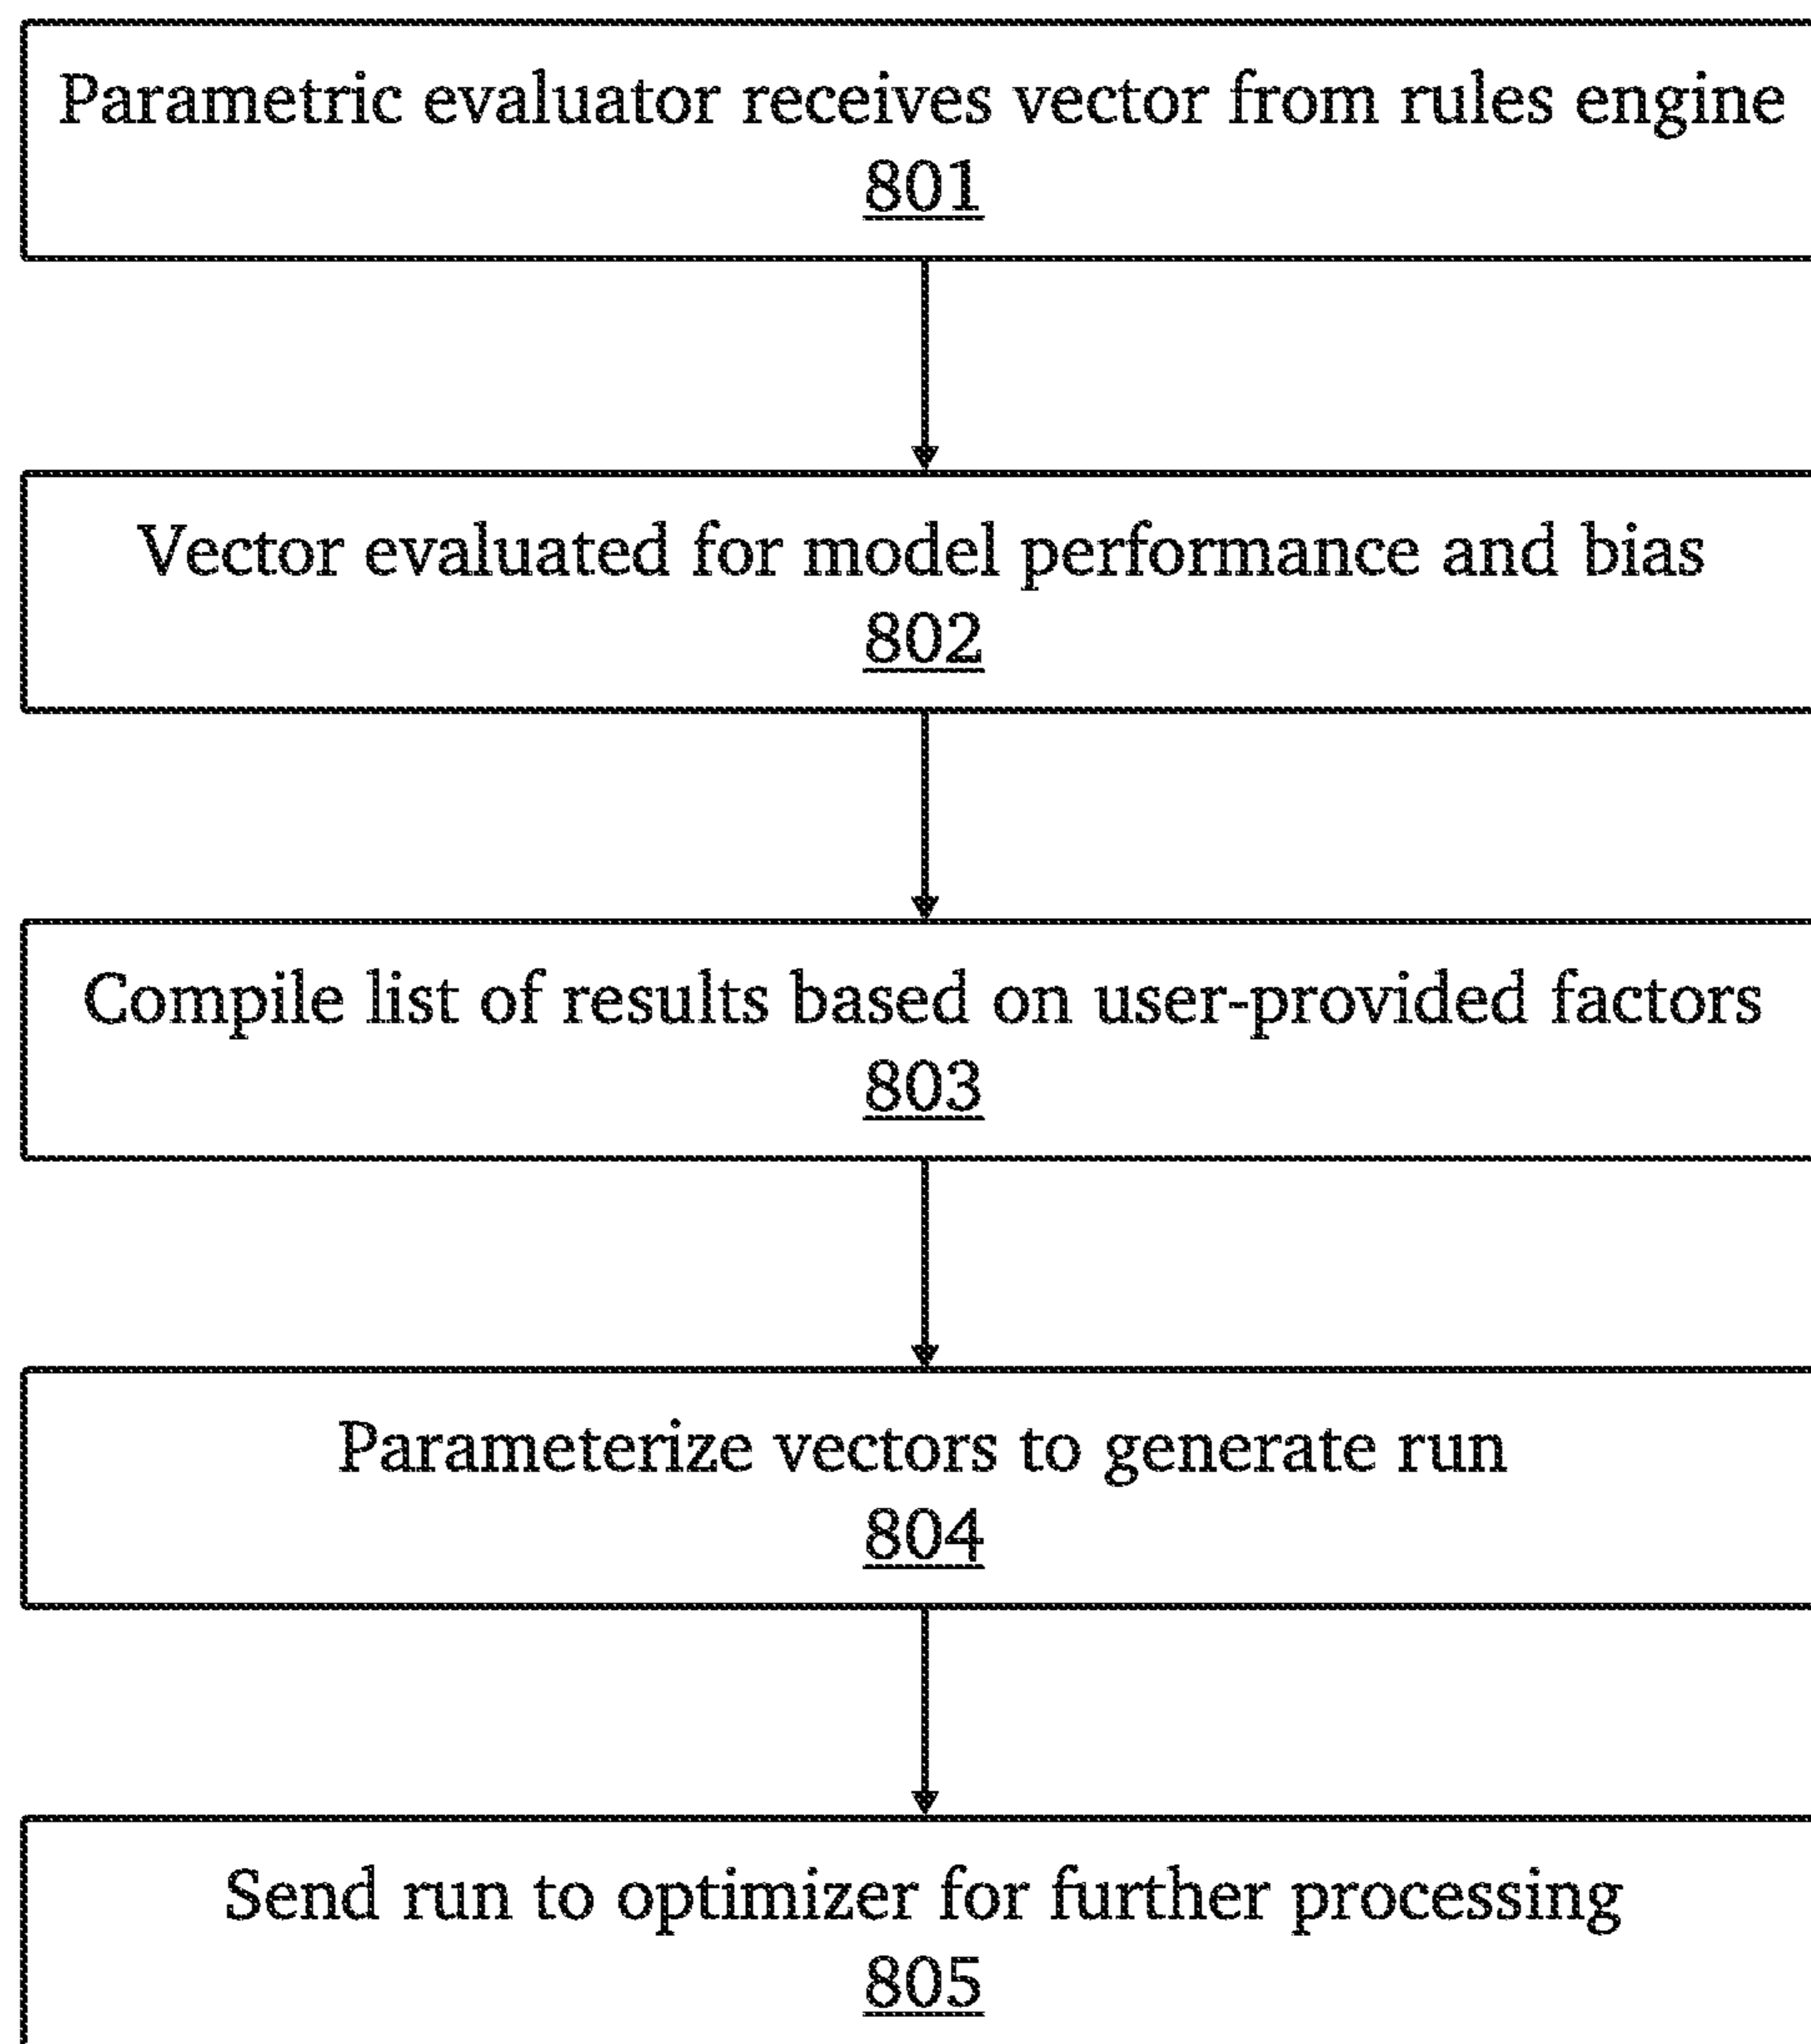 Parametric evaluator receives vector from rules engine
801
Vector evaluated for model performance and bias
802
Compile list of results based on user-provided factors
803
Parameterize vectors to generate run
804
Send run to optimizer for further processing
805